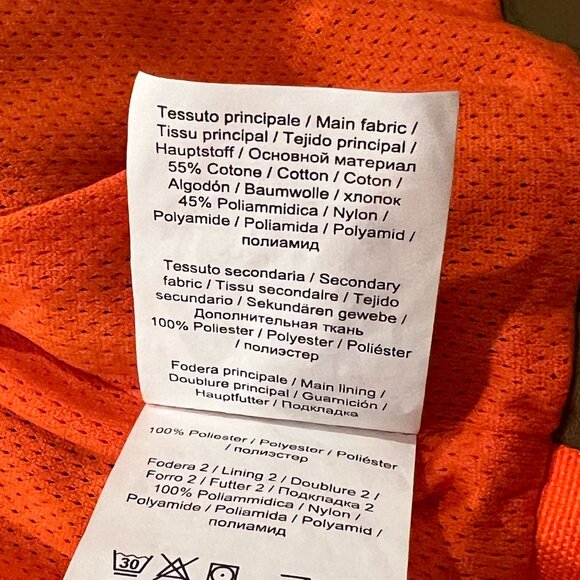 Tessuto principale / Main fabric /
Tissu principal / Tejido principal /
Hauptstoff / Основной материал
55% Cotone / Cotton / Coton /
Algodón / Baumwolle / хлопок
45% Poliammidica / Nylon /
Polyamide / Poliamida / Polyamid /
полиамид
Tessuto secondaria / Secondary
fabric / Tissu secondaIre / Tejido
secundario / Sekundären gewebe /
Дополнительная ткань
100% Poliester / Polyester / Poliéster
/ полиэстер
Fodera principale / Main lining /
Doublure principal / Guarnición /
Hauptfutter / Подкладка
100% Poliester / Polyester / Poliéster
/ полиэстер
Fodera 2 / Lining 2 / Doublure 2 /
Forro 2 / Futter 2 / Подкладка 2
100% Poliammidica / Nylon /
Polyamide / Poliamida / Polyamid /
полиамид
30